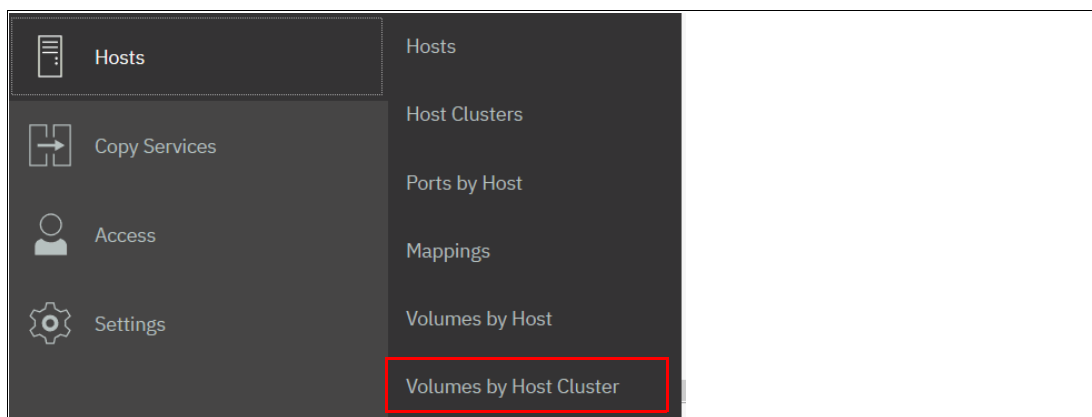 Hosts
Copy Services
Access
Settings
Hosts
Host Clusters
Ports by Host
Mappings
Volumes by Host
Volumes by Host Cluster